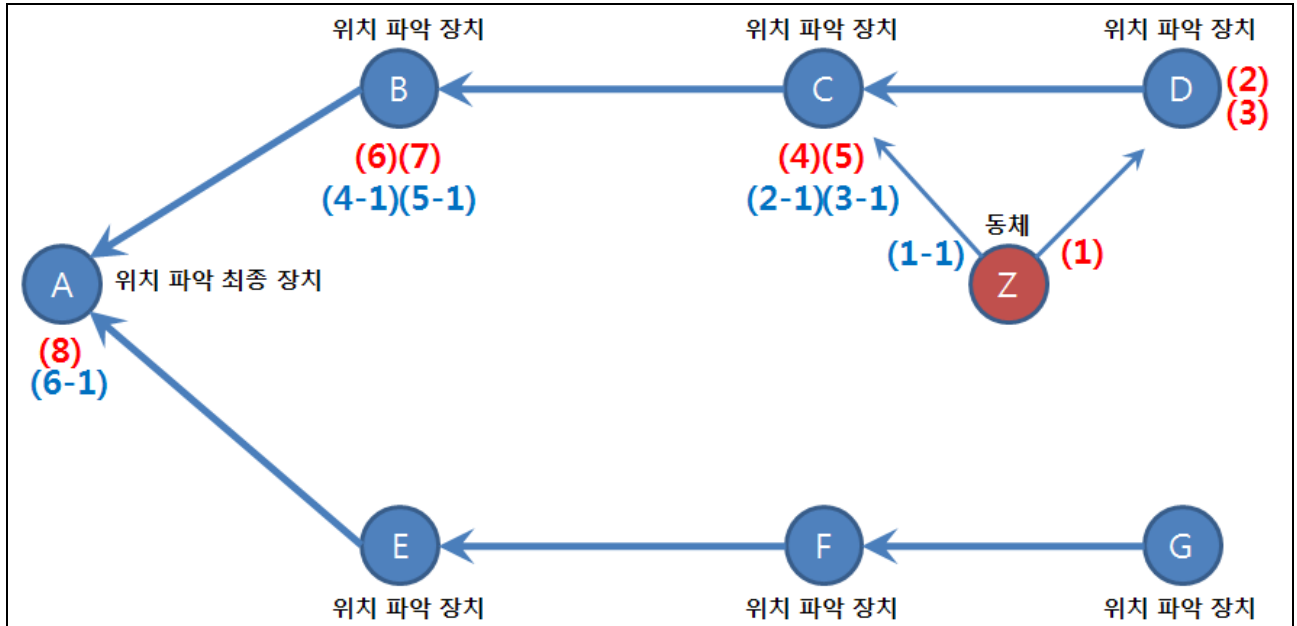 위치 파악 장치 위치 파악 장치 위치 파악 장치
B C D (2)
(3)
(6)(7) (4)(5)
(4-1)(5-1) (2-1)(3-1)
동체
(1-1) (1)
A 위치 파악 최종 장치 Z
(8)
(6-1)
E F G
위치 파악 장치 위치 파악 장치 위치 파악 장치